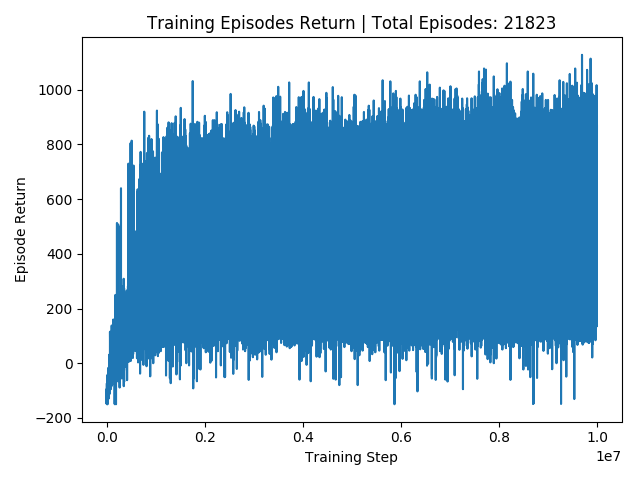 Training Episodes Return | Total Episodes: 21823
1000
800
600
400
200
0
−200
Episode Return
0.0 0.2 0.4 0.6 0.8 1.0
1e7
Training Step